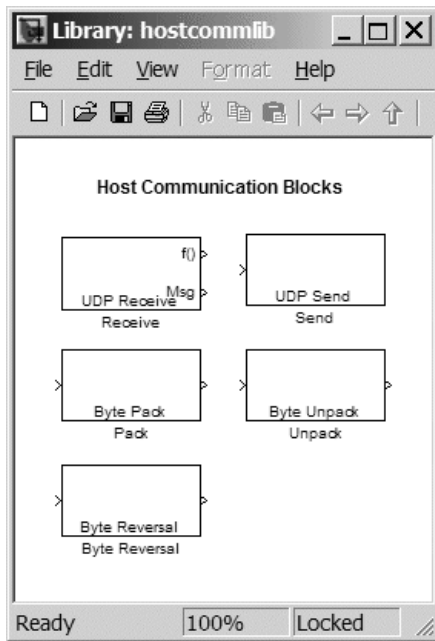 Library: hostcommlib
File Edit View Format Help
Host Communication Blocks
f()
Msg
UDP Receive
Receive
UDP Send
Send
Byte Pack
Pack
Byte Unpack
Unpack
Byte Reversal
Byte Reversal
Ready 100% Locked